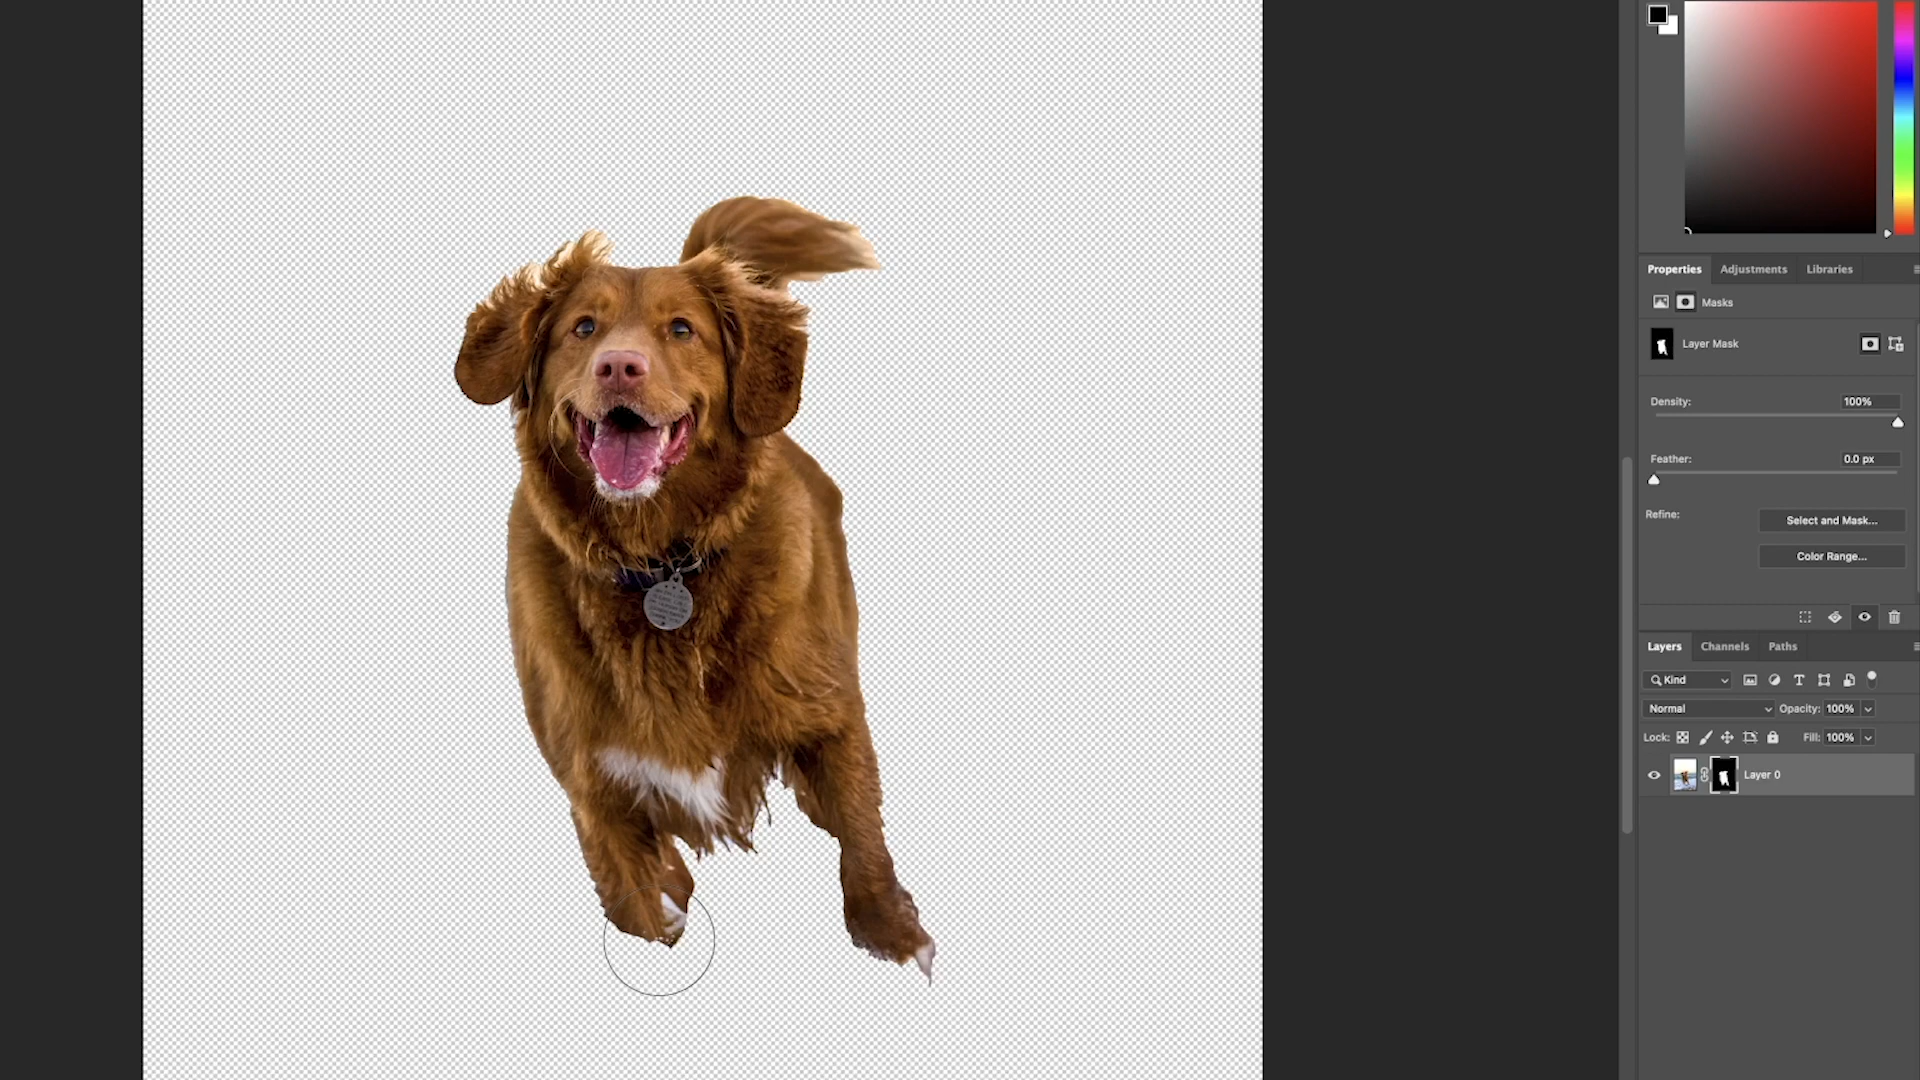 Properties Adjustments Libraries
Masks
Layer Mask
Density: 100%
Feather: 0.0 px
Refine: Select and Mask...
Color Range...
Layers Channels Paths
Kind
Normal Opacity: 100%
Lock: Fill: 100%
Layer 0